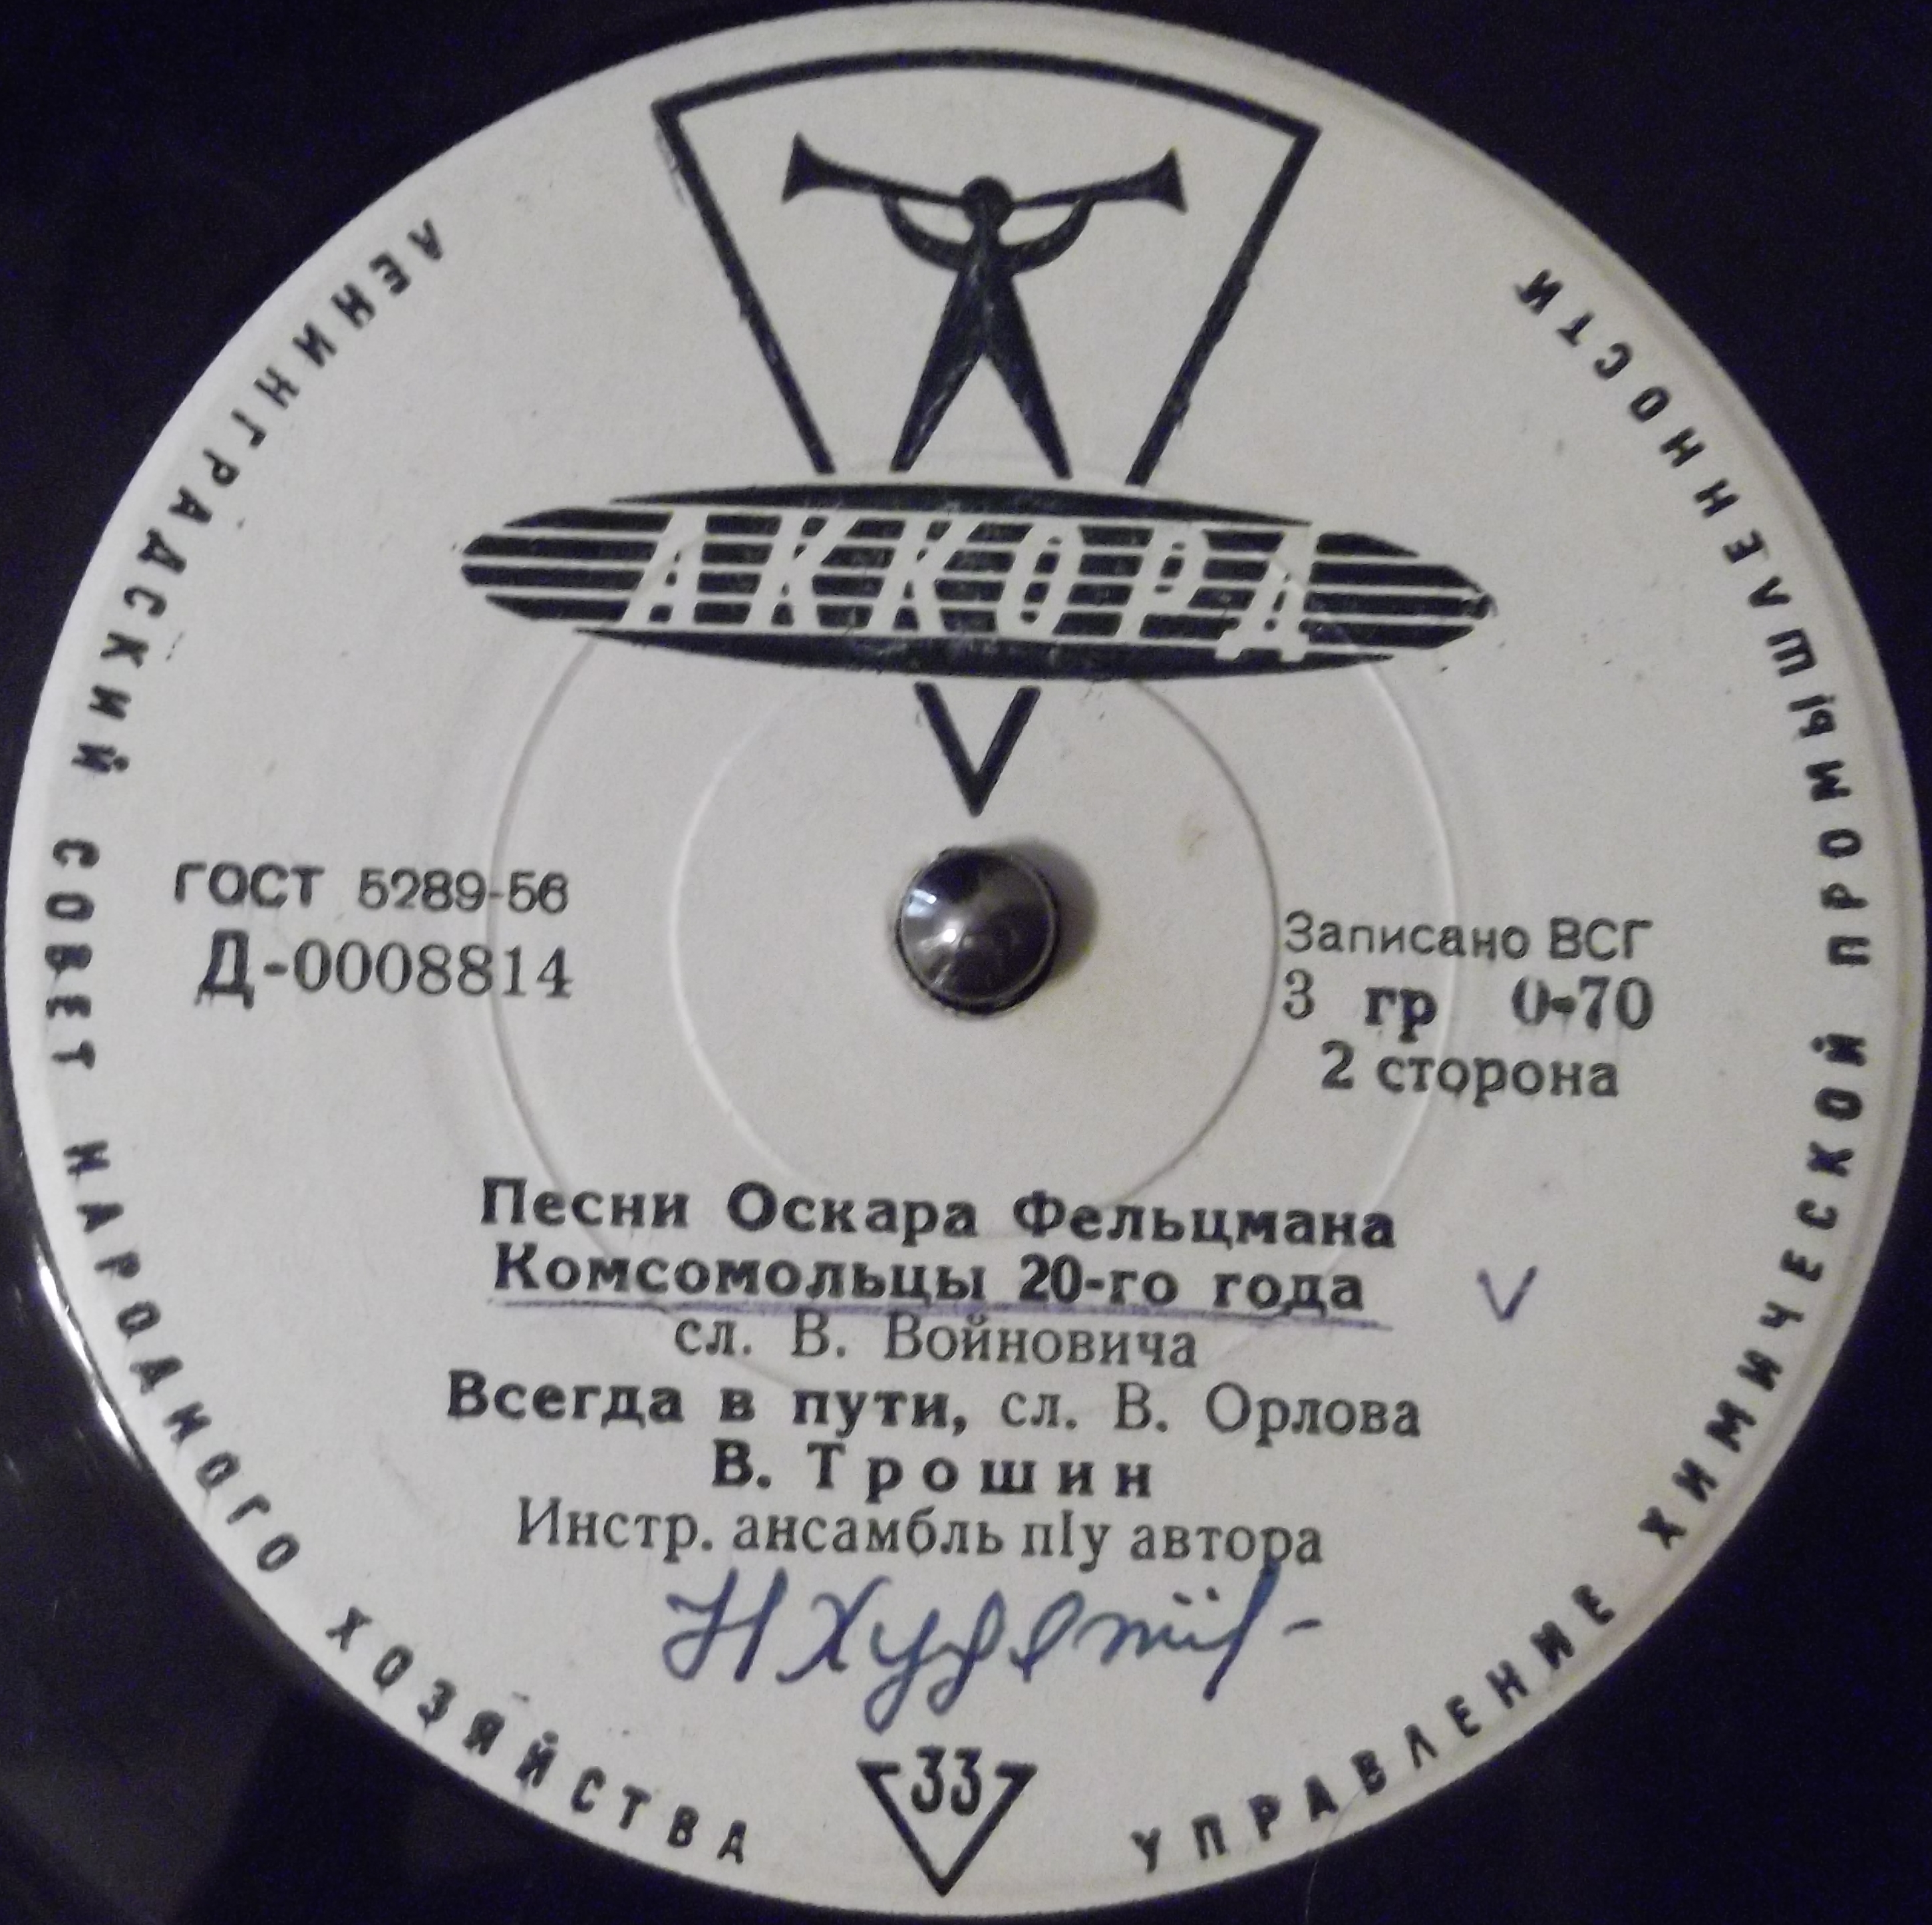 ЛЕНИНГРАДСКИЙ СОВЕТ НАРОДНОГО ХОЗЯЙСТВА
УПРАВЛЕНИЕ ХИМИЧЕСКОЙ ПРОМЫШЛЕННОСТИ
АККОРД
ГОСТ 5289-56
Д-0008814
Записано ВСГ
3 гр 0-70
2 сторона
Песни Оскара Фельцмана
Комсомольцы 20-го года
сл. В. Войновича
Всегда в пути, сл. В. Орлова
В. Трошин
Инстр. ансамбль п/у автора
33